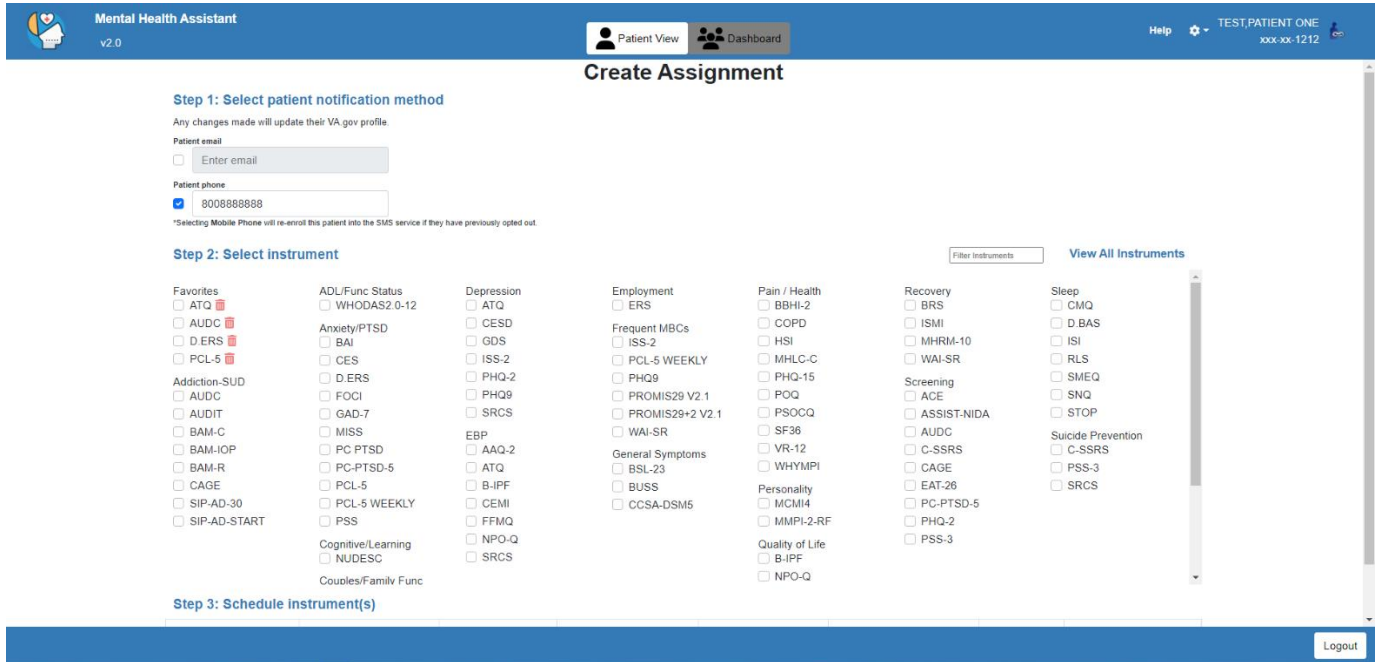 Mental Health Assistant
v2.0
Patient View
Dashboard
Help
TEST,PATIENT ONE
xxx-xx-1212
Create Assignment
Step 1: Select patient notification method
Any changes made will update their VA.gov profile.
Patient email
Enter email
Patient phone
8008888888
*Selecting Mobile Phone will re-enroll this patient into the SMS service if they have previously opted out.
Step 2: Select instrument
Filter Instruments
View All Instruments
Favorites
ATQ
AUDC
D.ERS
PCL-5
Addiction-SUD
AUDC
AUDIT
BAM-C
BAM-IOP
BAM-R
CAGE
SIP-AD-30
SIP-AD-START
ADL/Func Status
WHODAS2.0-12
Anxiety/PTSD
BAI
CES
D.ERS
FOCI
GAD-7
MISS
PC PTSD
PC-PTSD-5
PCL-5
PCL-5 WEEKLY
PSS
Cognitive/Learning
NUDESC
Couples/Family Func
Depression
ATQ
CESD
GDS
ISS-2
PHQ-2
PHQ9
SRCS
EBP
AAQ-2
ATQ
B-IPF
CEMI
FFMQ
NPO-Q
SRCS
Employment
ERS
Frequent MBCs
ISS-2
PCL-5 WEEKLY
PHQ9
PROMIS29 V2.1
PROMIS29+2 V2.1
WAI-SR
General Symptoms
BSL-23
BUSS
CCSA-DSM5
Pain / Health
BBHI-2
COPD
HSI
MHLC-C
PHQ-15
POQ
PSOCQ
SF36
VR-12
WHYMPI
Personality
MCMI4
MMPI-2-RF
Quality of Life
B-IPF
NPO-Q
Recovery
BRS
ISMI
MHRM-10
WAI-SR
Screening
ACE
ASSIST-NIDA
AUDC
C-SSRS
CAGE
EAT-26
PC-PTSD-5
PHQ-2
PSS-3
Sleep
CMQ
D.BAS
ISI
RLS
SMEQ
SNQ
STOP
Suicide Prevention
C-SSRS
PSS-3
SRCS
Step 3: Schedule instrument(s)
Logout